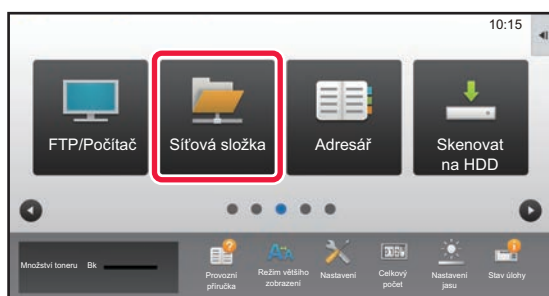 10:15
FTP/Počítač
Síťová složka
Adresář
Skenovat
na HDD
Množství toneru Bk
Provozní
příručka
Režim většího
zobrazení
Nastavení
Celkový
počet
Nastavení
jasu
Stav úlohy